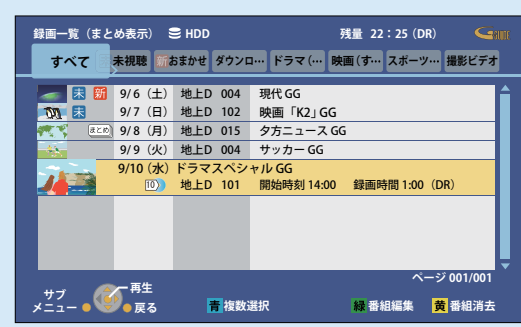 録画一覧（まとめ表示） HDD 残量 22：25（DR） GUIDE
すべて 未視聴 新おまかせ ダウンロ… ドラマ（… 映画（す… スポーツ… 撮影ビデオ
未 新 9/6（土） 地上D 004 現代 GG
未 9/7（日） 地上D 102 映画「K2」GG
まとめ 9/8（月） 地上D 015 夕方ニュース GG
9/9（火） 地上D 004 サッカー GG
9/10（水）ドラマスペシャル GG
10 地上D 101 開始時刻 14:00 録画時間 1:00（DR）
ページ 001/001
サブ
メニュー
再生
戻る
青 複数選択 緑 番組編集 黄 番組消去